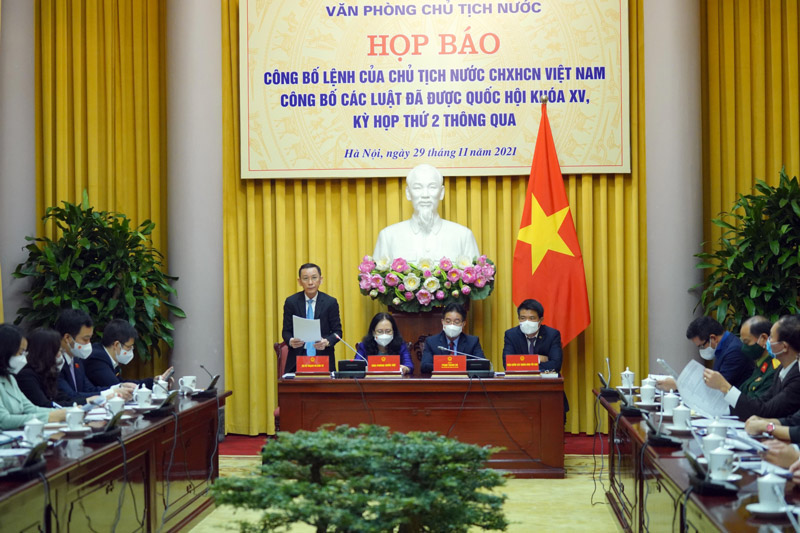 VĂN PHÒNG CHỦ TỊCH NƯỚC
HỌP BÁO
CÔNG BỐ LỆNH CỦA CHỦ TỊCH NƯỚC CHXHCN VIỆT NAM
CÔNG BỐ CÁC LUẬT ĐÃ ĐƯỢC QUỐC HỘI KHÓA XV,
KỲ HỌP THỨ 2 THÔNG QUA
Hà Nội, ngày 29 tháng 11 năm 2021